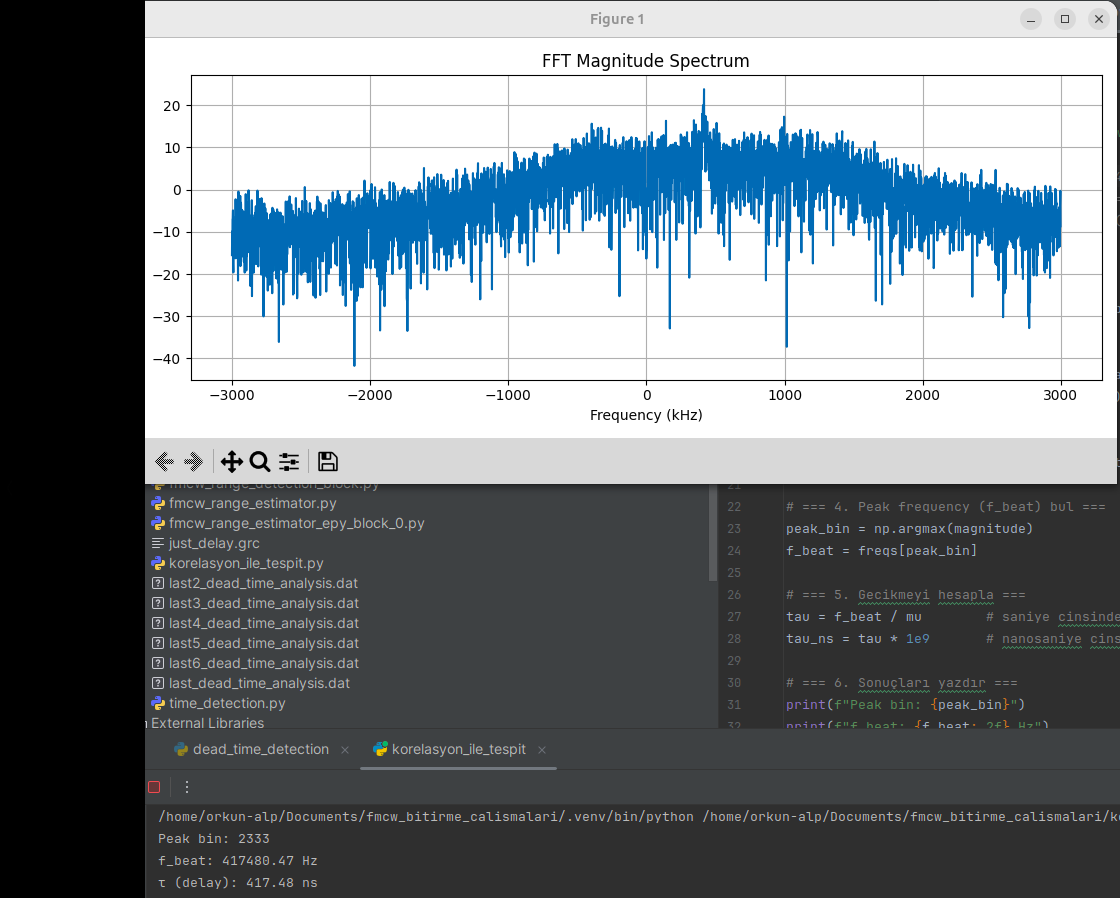 Figure 1
FFT Magnitude Spectrum
20
10
0
−10
−20
−30
−40
−3000 −2000 −1000 0 1000 2000 3000
Frequency (kHz)
fmcw_range_detection_block.py
fmcw_range_estimator.py
fmcw_range_estimator_epy_block_0.py
just_delay.grc
korelasyon_ile_tespit.py
last2_dead_time_analysis.dat
last3_dead_time_analysis.dat
last4_dead_time_analysis.dat
last5_dead_time_analysis.dat
last6_dead_time_analysis.dat
last_dead_time_analysis.dat
time_detection.py
External Libraries
21
22 # === 4. Peak frequency (f_beat) bul ===
23 peak_bin = np.argmax(magnitude)
24 f_beat = freqs[peak_bin]
25
26 # === 5. Gecikmeyi hesapla ===
27 tau = f_beat / mu # saniye cinsinde
28 tau_ns = tau * 1e9 # nanosaniye cins
29
30 # === 6. Sonuçları yazdır ===
31 print(f"Peak bin: {peak_bin}")
32 print(f"f_beat: {f_beat:.2f} Hz")
dead_time_detection korelasyon_ile_tespit
/home/orkun-alp/Documents/fmcw_bitirme_calismalari/.venv/bin/python /home/orkun-alp/Documents/fmcw_bitirme_calismalari/k
Peak bin: 2333
f_beat: 417480.47 Hz
τ (delay): 417.48 ns